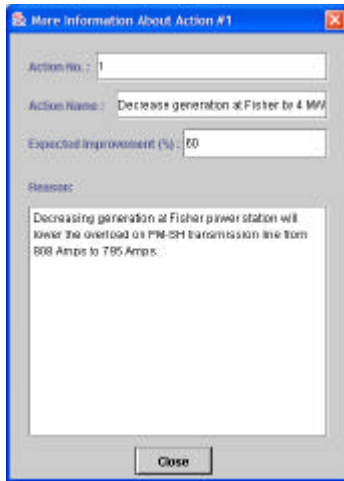 More Information About Action #1
Action No. : 1
Action Name : Decrease generation at Fisher by 4 MW
Expected Improvement (%) : 60
Reason:
Decreasing generation at Fisher power station will
lower the overload on PM-SH transmission line from
808 Amps to 785 Amps.
Close